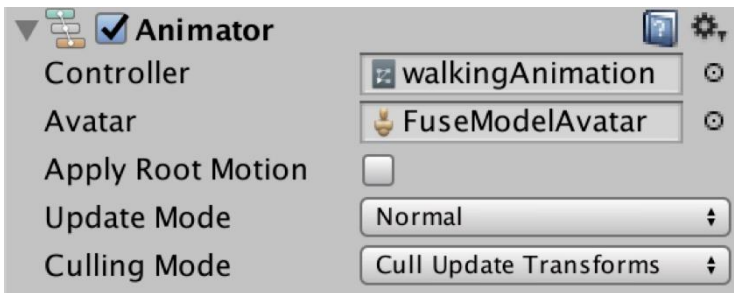 Animator
Controller walkingAnimation
Avatar FuseModelAvatar
Apply Root Motion
Update Mode Normal
Culling Mode Cull Update Transforms